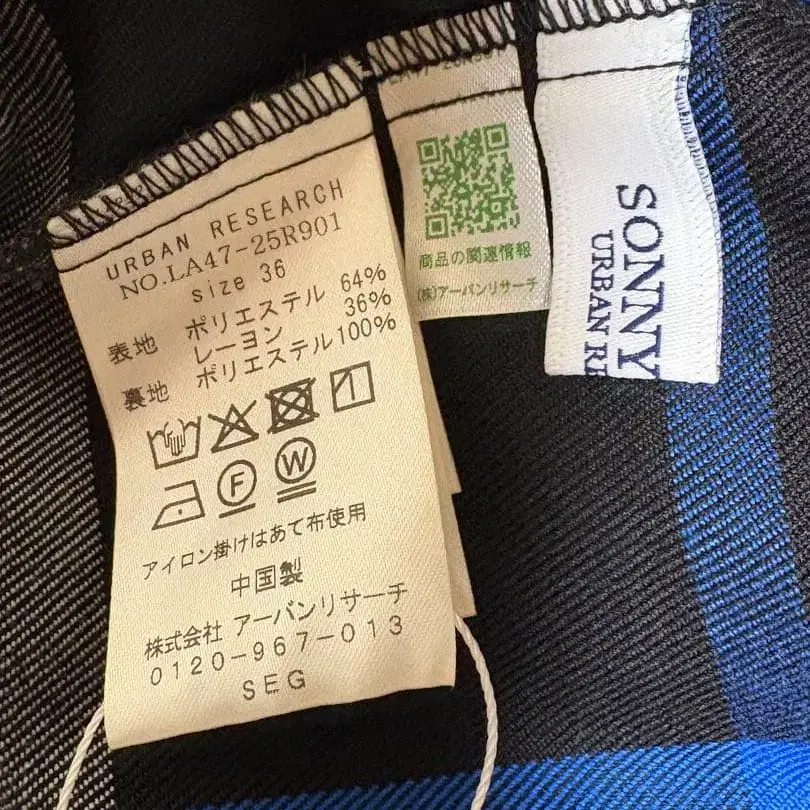 URBAN RESEARCH
NO.LA47-25R901
size 36
表地 ポリエステル 64%
レーヨン 36%
裏地 ポリエステル100%
F W
アイロン掛けはあて布使用
中国製
株式会社 アーバンリサーチ
0120-967-013
SEG
商品の関連情報
(株)アーバンリサーチ
SONNY
URBAN RE